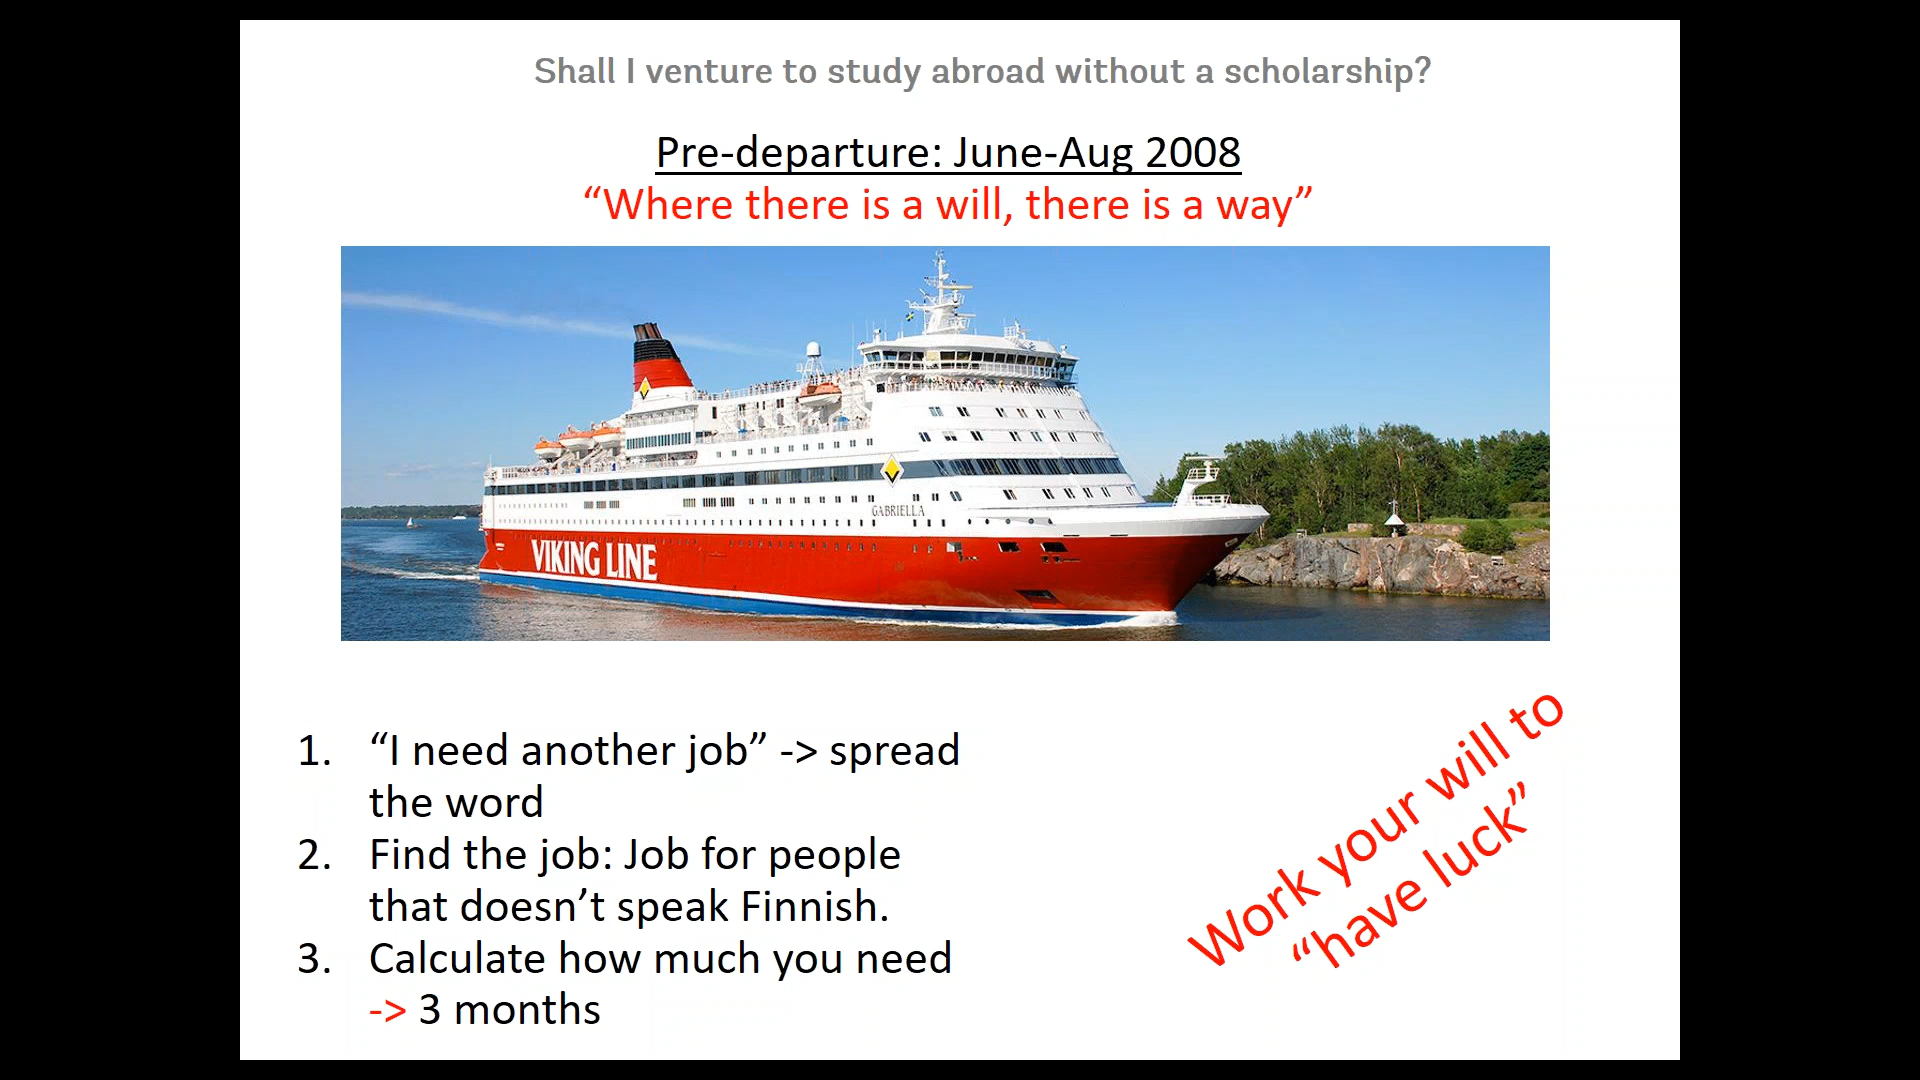 Shall I venture to study abroad without a scholarship?
Pre-departure: June-Aug 2008
“Where there is a will, there is a way”
GABRIELLA
VIKING LINE
1. “I need another job” -> spread
the word
2. Find the job: Job for people
that doesn’t speak Finnish.
3. Calculate how much you need
-> 3 months
Work your will to
“have luck”